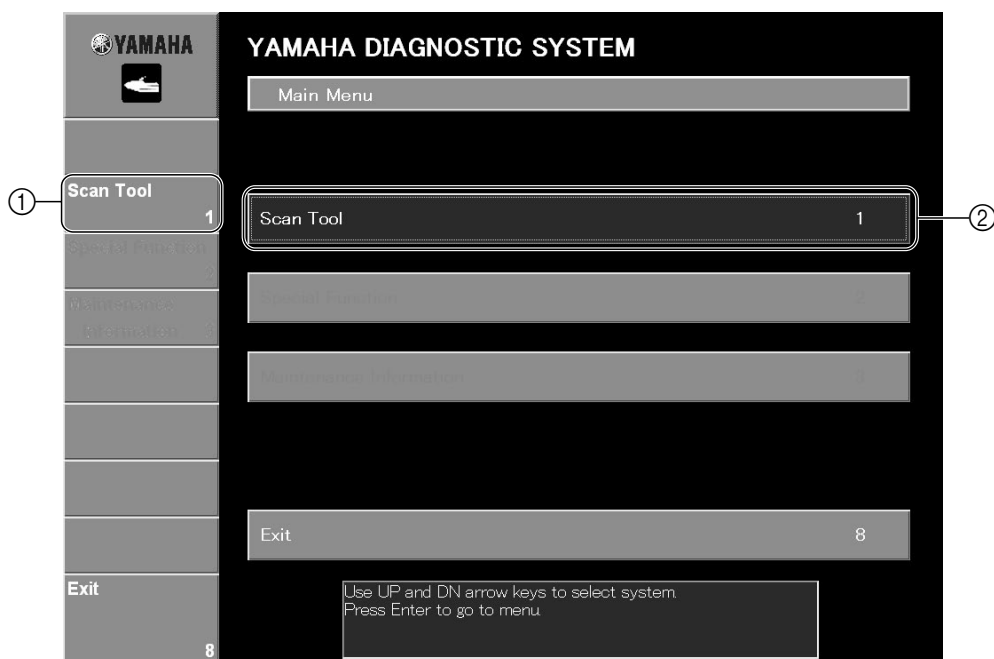 YAMAHA
YAMAHA DIAGNOSTIC SYSTEM
Main Menu
①
Scan Tool
1
Scan Tool 1
②
Special Function
2
Special Function 2
Maintenance
Information 3
Maintenance Information 3
Exit 8
Exit
8
Use UP and DN arrow keys to select system.
Press Enter to go to menu.